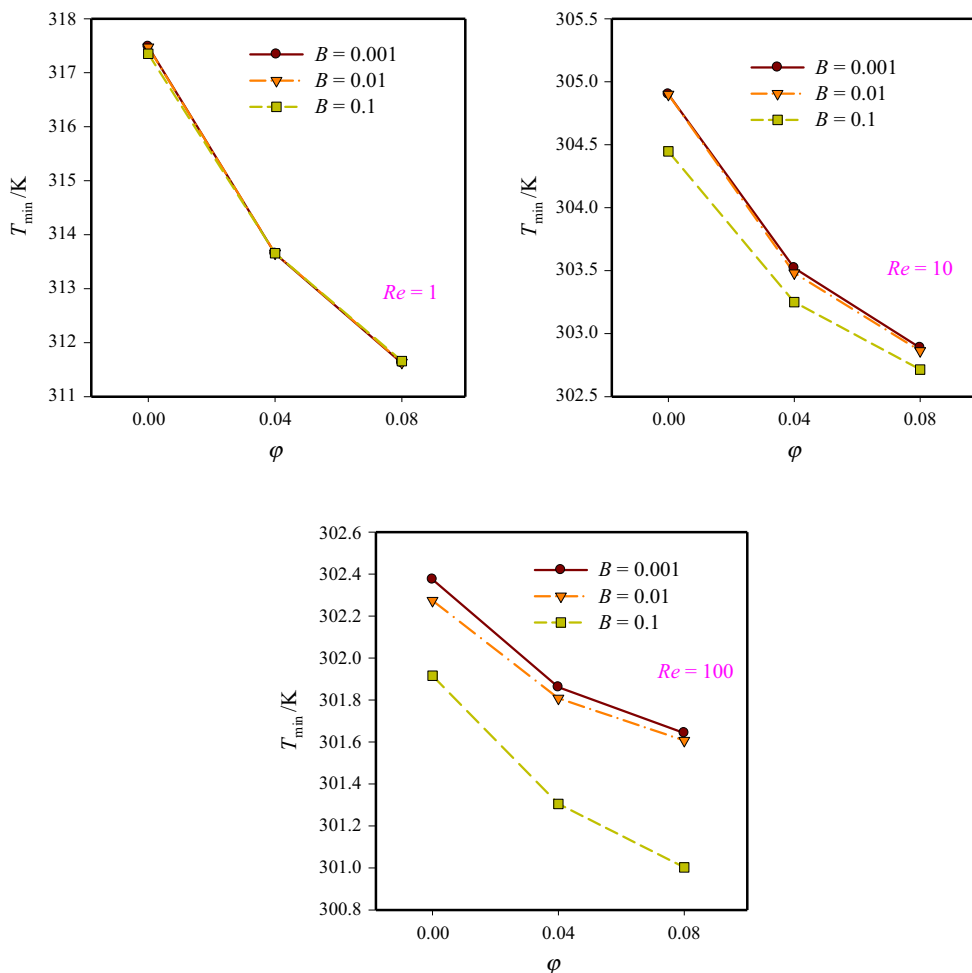 318
317
316
315
314
313
312
311
T_min /K
B = 0.001
B = 0.01
B = 0.1
Re = 1
0.00 0.04 0.08
φ
305.5
305.0
304.5
304.0
303.5
303.0
302.5
T_min /K
B = 0.001
B = 0.01
B = 0.1
Re = 10
0.00 0.04 0.08
φ
302.6
302.4
302.2
302.0
301.8
301.6
301.4
301.2
301.0
300.8
T_min /K
B = 0.001
B = 0.01
B = 0.1
Re = 100
0.00 0.04 0.08
φ